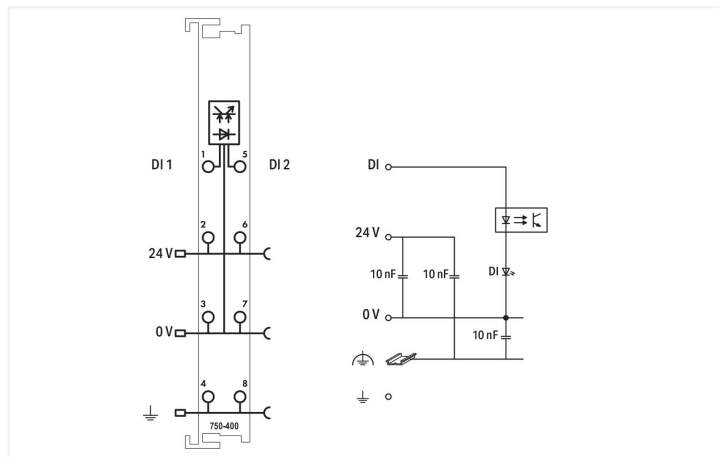 1 5
DI 1 DI 2
2 6
24 V
3 7
0 V
4 8
750-400
DI
24 V
10 nF 10 nF DI
0 V
10 nF